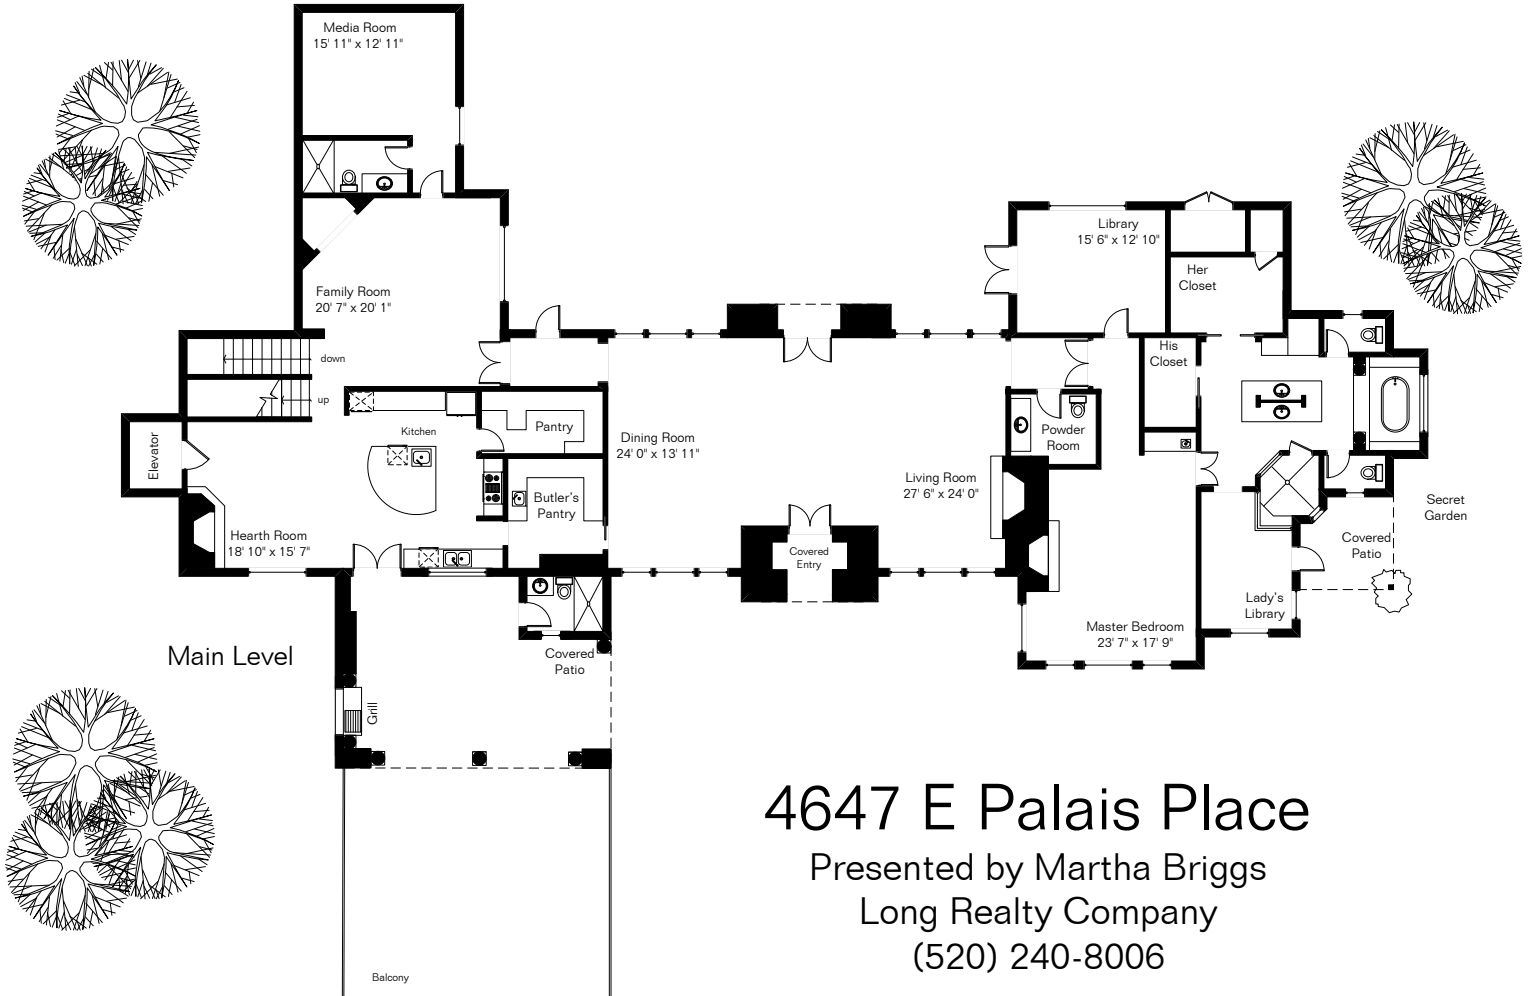 Media Room
15' 11" x 12' 11"
Library
15' 6" x 12' 10"
Her
Closet
Family Room
20' 7" x 20' 1"
down
up
His
Closet
Kitchen
Pantry
Elevator
Dining Room
24' 0" x 13' 11"
Powder
Room
Living Room
27' 6" x 24' 0"
Butler's
Pantry
Hearth Room
18' 10" x 15' 7"
Covered
Entry
Secret
Garden
Covered
Patio
Lady's
Library
Master Bedroom
23' 7" x 17' 9"
Main Level
Covered
Patio
Grill
Balcony
4647 E Palais Place
Presented by Martha Briggs
Long Realty Company
(520) 240-8006